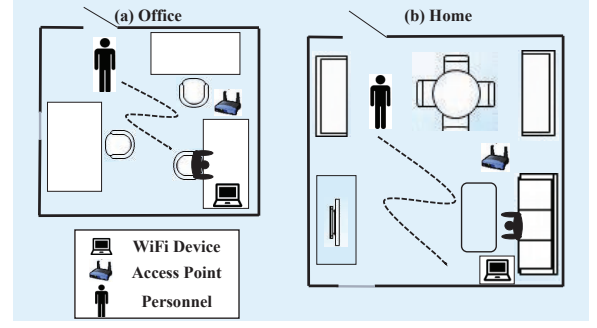 (a) Office
(b) Home
WiFi Device
Access Point
Personnel